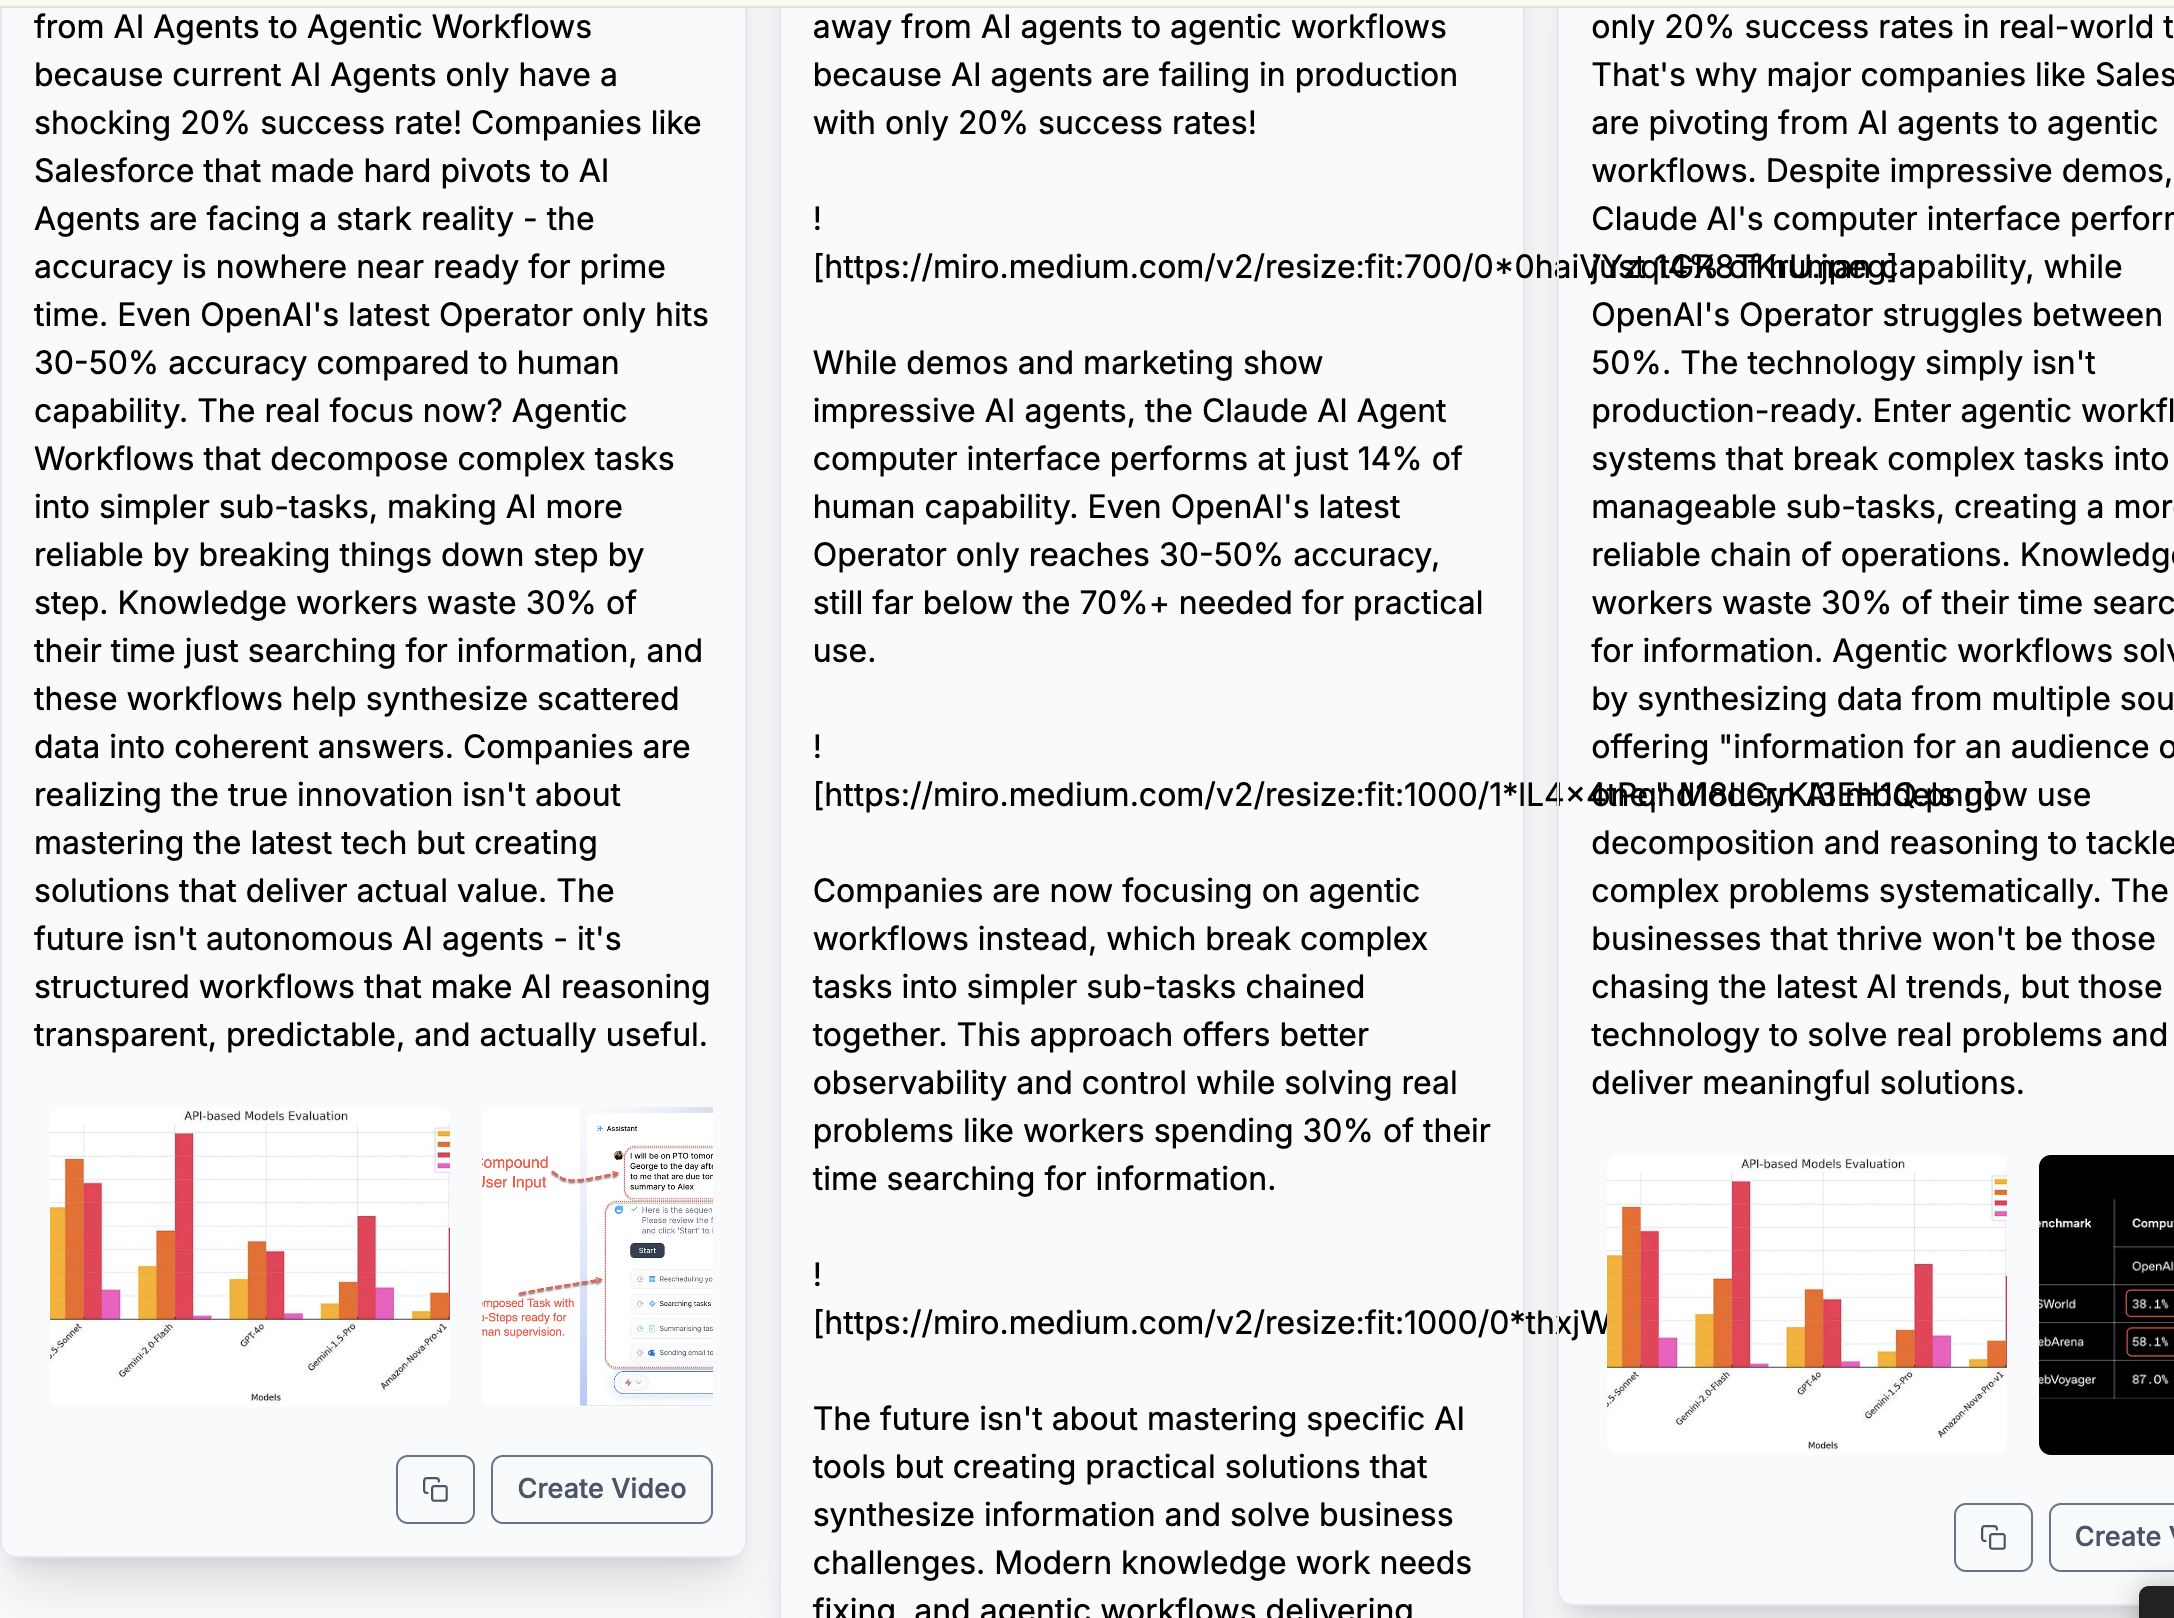 from AI Agents to Agentic Workflows
because current AI Agents only have a
shocking 20% success rate! Companies like
Salesforce that made hard pivots to AI
Agents are facing a stark reality - the
accuracy is nowhere near ready for prime
time. Even OpenAI's latest Operator only hits
30-50% accuracy compared to human
capability. The real focus now? Agentic
Workflows that decompose complex tasks
into simpler sub-tasks, making AI more
reliable by breaking things down step by
step. Knowledge workers waste 30% of
their time just searching for information, and
these workflows help synthesize scattered
data into coherent answers. Companies are
realizing the true innovation isn't about
mastering the latest tech but creating
solutions that deliver actual value. The
future isn't autonomous AI agents - it's
structured workflows that make AI reasoning
transparent, predictable, and actually useful.
API-based Models Evaluation
.5-Sonnet
Gemini-2.0-Flash
GPT-4o
Gemini-1.5-Pro
Amazon-Nova-Pro-v1
Models
Compound
User Input
Assistant
I will be on PTO tomor
George to the day afte
to me that are due tor
summary to Alex
Here is the sequen
Please review the f
and click 'Start' to
Start
Rescheduling yo
Searching tasks
Summarising tas
Sending email to
mposed Task with
-Steps ready for
man supervision.
Create Video
away from AI agents to agentic workflows
because AI agents are failing in production
with only 20% success rates!
!
[https://miro.medium.com/v2/resize:fit:700/0*0hai
While demos and marketing show
impressive AI agents, the Claude AI Agent
computer interface performs at just 14% of
human capability. Even OpenAI's latest
Operator only reaches 30-50% accuracy,
still far below the 70%+ needed for practical
use.
!
[https://miro.medium.com/v2/resize:fit:1000/1*IL4x
Companies are now focusing on agentic
workflows instead, which break complex
tasks into simpler sub-tasks chained
together. This approach offers better
observability and control while solving real
problems like workers spending 30% of their
time searching for information.
!
[https://miro.medium.com/v2/resize:fit:1000/0*thxjW
The future isn't about mastering specific AI
tools but creating practical solutions that
synthesize information and solve business
challenges. Modern knowledge work needs
fixing, and agentic workflows delivering
only 20% success rates in real-world t
That's why major companies like Sales
are pivoting from AI agents to agentic
workflows. Despite impressive demos,
Claude AI's computer interface perform
just 14% of human capability, while
OpenAI's Operator struggles between
50%. The technology simply isn't
production-ready. Enter agentic workfl
systems that break complex tasks into
manageable sub-tasks, creating a mor
reliable chain of operations. Knowledge
workers waste 30% of their time searc
for information. Agentic workflows solv
by synthesizing data from multiple sou
offering "information for an audience o
one." Modern AI models now use
decomposition and reasoning to tackle
complex problems systematically. The
businesses that thrive won't be those
chasing the latest AI trends, but those
technology to solve real problems and
deliver meaningful solutions.
API-based Models Evaluation
.5-Sonnet
Gemini-2.0-Flash
GPT-4o
Gemini-1.5-Pro
Amazon-Nova-Pro-v1
Models
enchmark
Compu
OpenAI
SWorld
38.1%
ebArena
58.1%
ebVoyager
87.0%
Create V